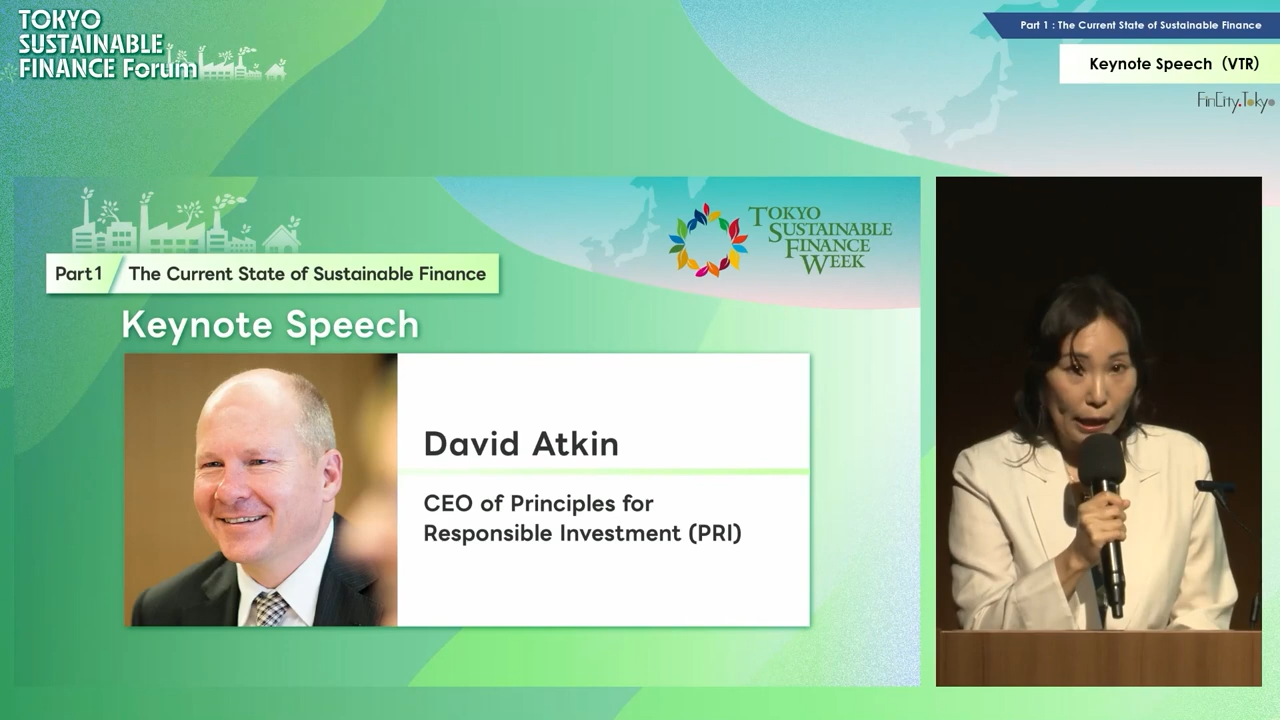 TOKYO
SUSTAINABLE
FINANCE Forum
Part 1 : The Current State of Sustainable Finance
Keynote Speech（VTR）
FinCity.Tokyo
TOKYO
SUSTAINABLE
FINANCE
WEEK
Part1 The Current State of Sustainable Finance
Keynote Speech
David Atkin
CEO of Principles for
Responsible Investment (PRI)